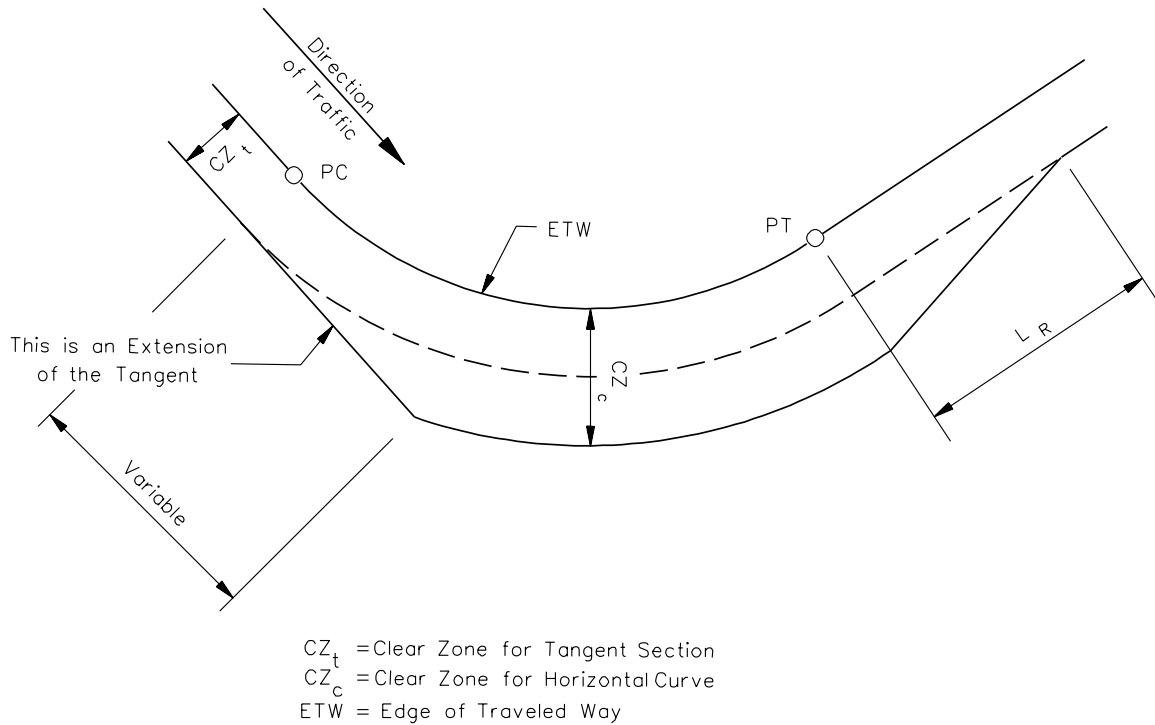 Direction
of Traffic
CZ t
PC
ETW
PT
This is an Extension
of the Tangent
CZ c
L R
Variable
CZt = Clear Zone for Tangent Section
CZc = Clear Zone for Horizontal Curve
ETW = Edge of Traveled Way